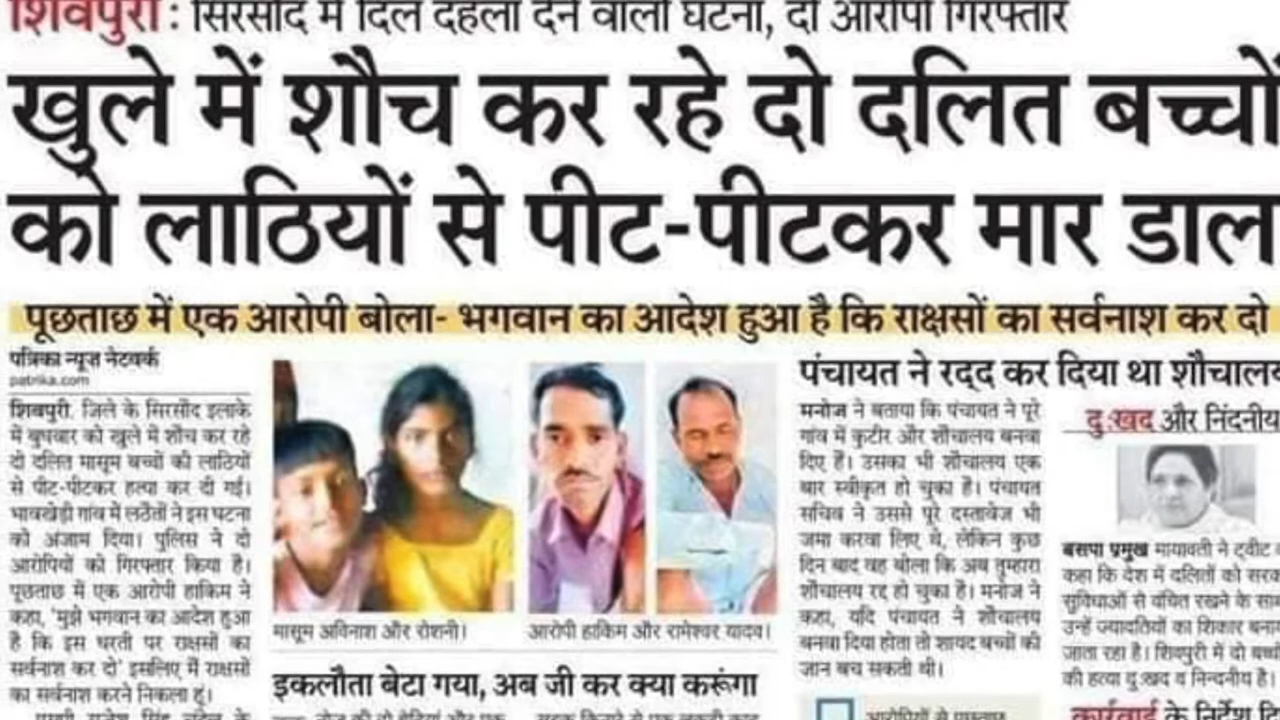 शिवपुरी : सिरसौद में दिल दहला देने वाली घटना, दो आरोपी गिरफ्तार
खुले में शौच कर रहे दो दलित बच्चों
को लाठियों से पीट-पीटकर मार डाल
पूछताछ में एक आरोपी बोला- भगवान का आदेश हुआ है कि राक्षसों का सर्वनाश कर दो
पत्रिका न्यूज नेटवर्क
patrika.com
शिवपुरी. जिले के सिरसौद इलाके
में बुधवार को खुले में शौच कर रहे
दो दलित मासूम बच्चों की लाठियों
से पीट-पीटकर हत्या कर दी गई।
भावखेड़ी गांव में लठैतों ने इस घटना
को अंजाम दिया। पुलिस ने दो
आरोपियों को गिरफ्तार किया है।
पूछताछ में एक आरोपी हाकिम ने
कहा, 'मुझे भगवान का आदेश हुआ
है कि इस धरती पर राक्षसों का
सर्वनाश कर दो' इसलिए मैं राक्षसों
का सर्वनाश करने निकला हूं।
मासूम अविनाश और रोशनी।
आरोपी हाकिम और रामेश्वर यादव।
इकलौता बेटा गया, अब जी कर क्या करूंगा
पंचायत ने रद्द कर दिया था शौचालय
मनोज ने बताया कि पंचायत ने पूरे
गांव में कुटीर और शौचालय बनवा
दिए हैं। उसका भी शौचालय एक
बार स्वीकृत हो चुका है। पंचायत
सचिव ने उससे पूरे दस्तावेज भी
जमा करवा लिए थे, लेकिन कुछ
दिन बाद वह बोला कि अब तुम्हारा
शौचालय रद्द हो चुका है। मनोज ने
कहा, यदि पंचायत ने शौचालय
बनवा दिया होता तो शायद बच्चों की
जान बच सकती थी।
दु:खद और निंदनीय
बसपा प्रमुख मायावती ने ट्वीट
कहा कि देश में दलितों को सरक
सुविधाओं से वंचित रखने के सा
उन्हें ज्यादतियों का शिकार बना
जाता रहा है। शिवपुरी में दो बच्चों
की हत्या दु:खद व निन्दनीय है।
आरोपियों से पूछताछ
कार्रवाई के निर्देश दि